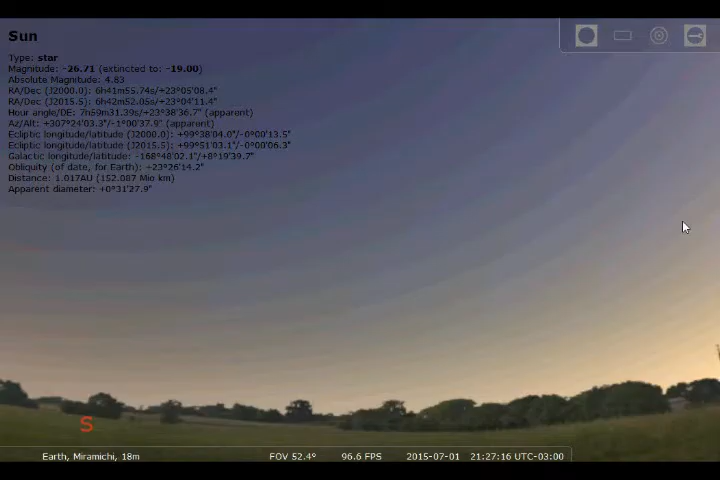 Sun
Type: star
Magnitude: -26.71 (extincted to: -19.00)
Absolute Magnitude: 4.83
RA/Dec (J2000.0): 6h41m55.74s/+23°05'08.4"
RA/Dec (J2015.5): 6h42m52.05s/+23°04'11.4"
Hour angle/DE: 7h59m31.39s/+23°38'36.7" (apparent)
Az/Alt: +307°24'03.3"/-1°00'37.9" (apparent)
Ecliptic longitude/latitude (J2000.0): +99°38'04.0"/-0°00'13.5"
Ecliptic longitude/latitude (J2015.5): +99°51'03.1"/-0°00'06.3"
Galactic longitude/latitude: -168°48'02.1"/+8°19'39.7"
Obliquity (of date, for Earth): +23°26'14.2"
Distance: 1.017AU (152.087 Mio km)
Apparent diameter: +0°31'27.9"
S
Earth, Miramichi, 18m FOV 52.4° 96.6 FPS 2015-07-01 21:27:16 UTC-03:00